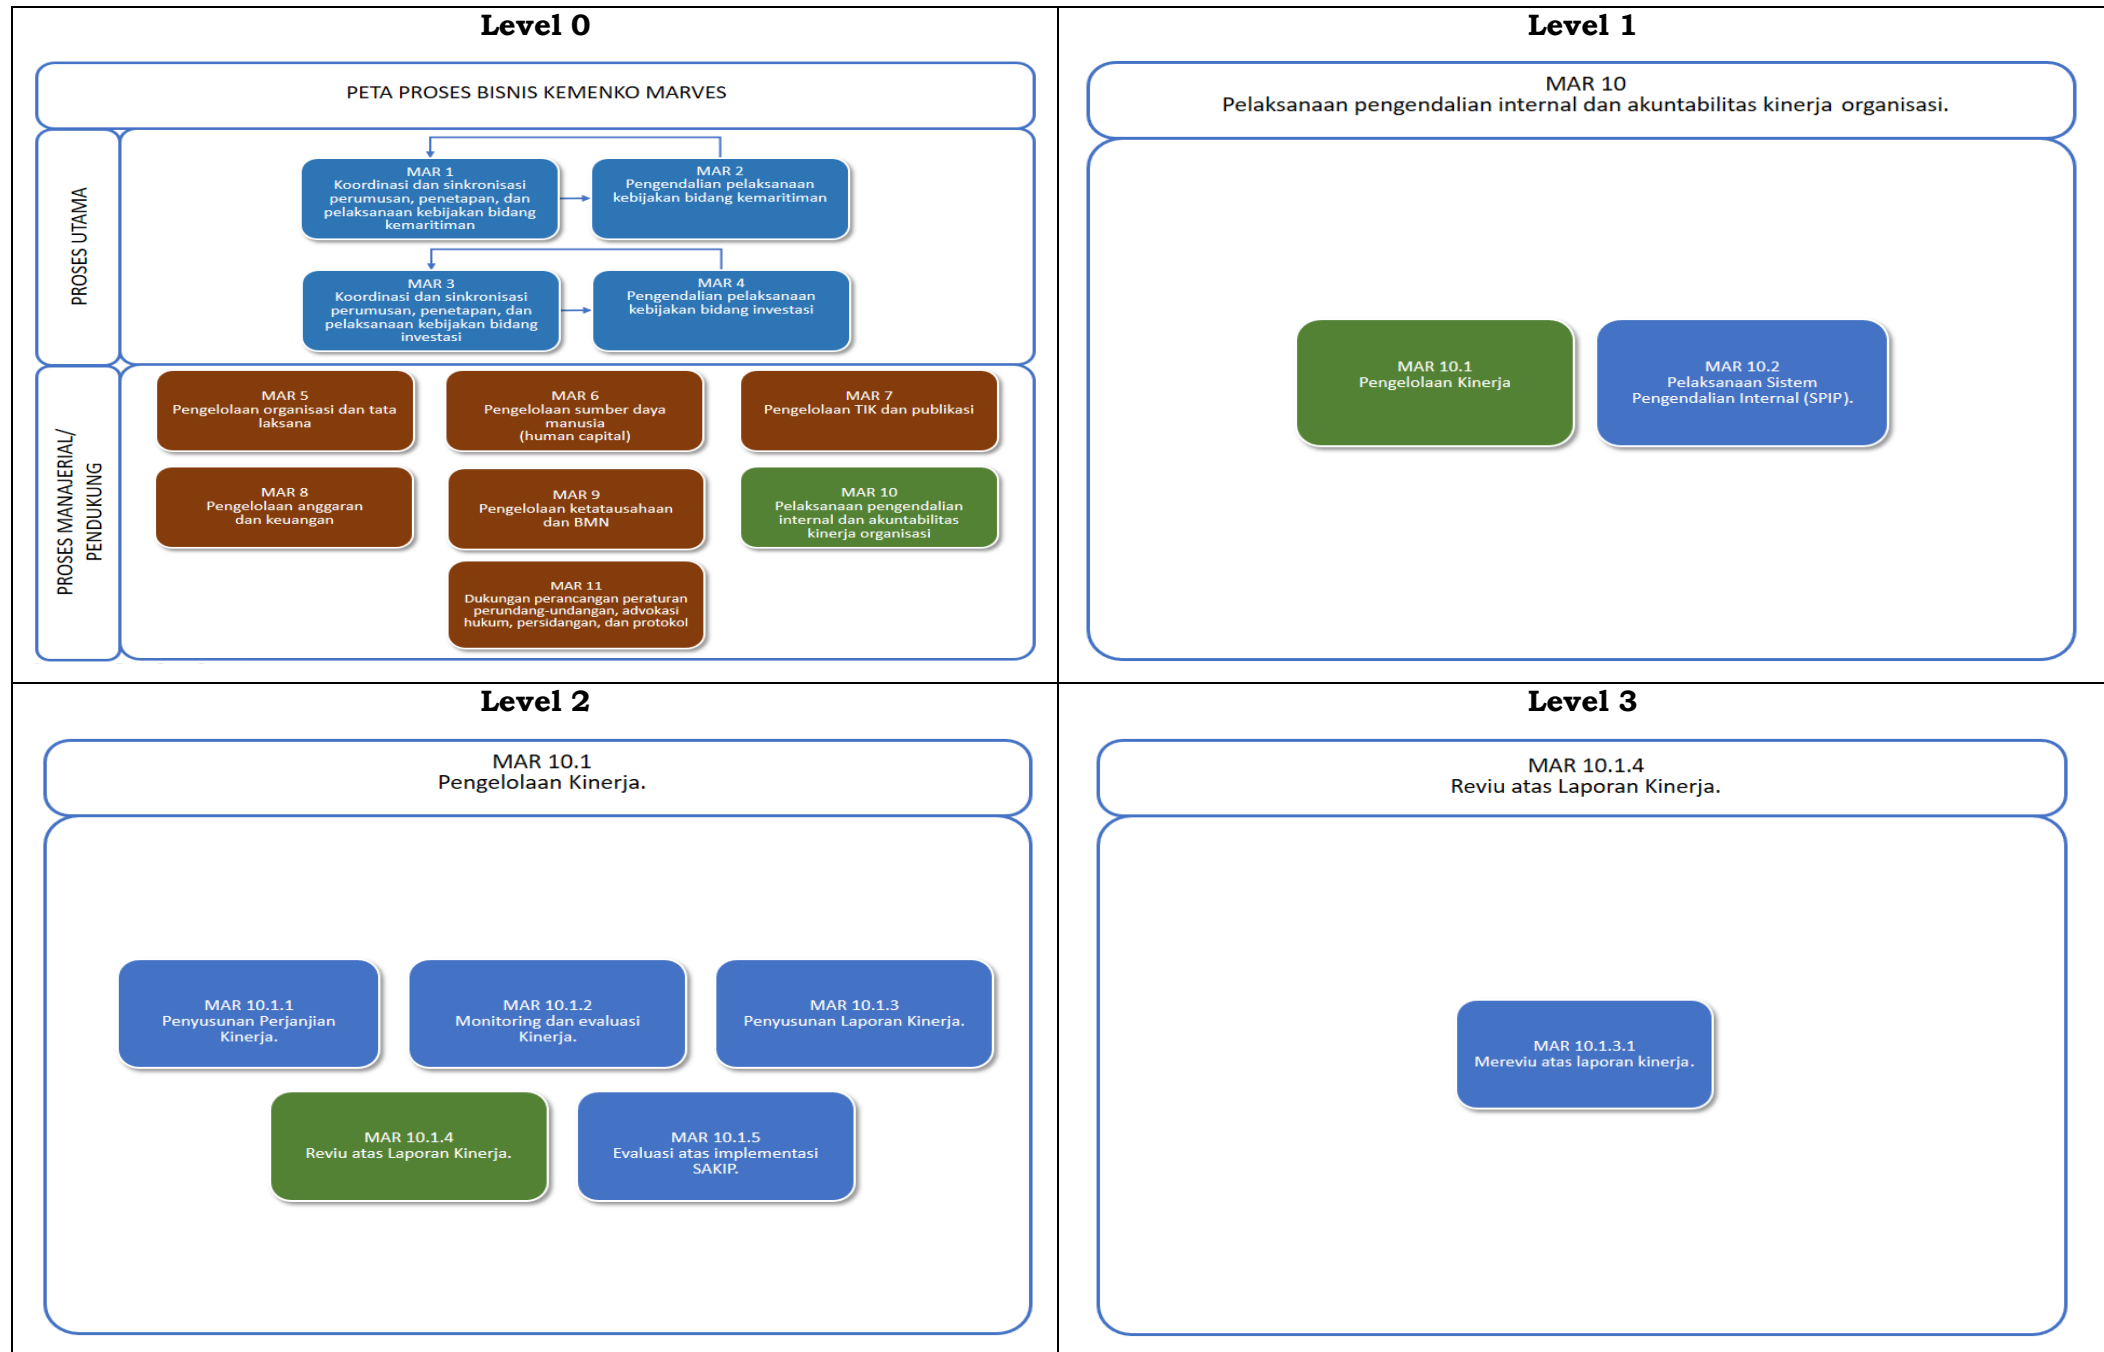 Level 0
PETA PROSES BISNIS KEMENKO MARVES
PROSES UTAMA
MAR 1
Koordinasi dan sinkronisasi
perumusan, penetapan, dan
pelaksanaan kebijakan bidang
kemaritiman
MAR 2
Pengendalian pelaksanaan
kebijakan bidang kemaritiman
MAR 3
Koordinasi dan sinkronisasi
perumusan, penetapan, dan
pelaksanaan kebijakan bidang
investasi
MAR 4
Pengendalian pelaksanaan
kebijakan bidang investasi
PROSES MANAJERIAL/
PENDUKUNG
MAR 5
Pengelolaan organisasi dan tata
laksana
MAR 6
Pengelolaan sumber daya
manusia
(human capital)
MAR 7
Pengelolaan TIK dan publikasi
MAR 8
Pengelolaan anggaran
dan keuangan
MAR 9
Pengelolaan ketatausahaan
dan BMN
MAR 10
Pelaksanaan pengendalian
internal dan akuntabilitas
kinerja organisasi
MAR 11
Dukungan perancangan peraturan
perundang-undangan, advokasi
hukum, persidangan, dan protokol
Level 1
MAR 10
Pelaksanaan pengendalian internal dan akuntabilitas kinerja organisasi.
MAR 10.1
Pengelolaan Kinerja
MAR 10.2
Pelaksanaan Sistem
Pengendalian Internal (SPIP).
Level 2
MAR 10.1
Pengelolaan Kinerja.
MAR 10.1.1
Penyusunan Perjanjian
Kinerja.
MAR 10.1.2
Monitoring dan evaluasi
Kinerja.
MAR 10.1.3
Penyusunan Laporan Kinerja.
MAR 10.1.4
Reviu atas Laporan Kinerja.
MAR 10.1.5
Evaluasi atas implementasi
SAKIP.
Level 3
MAR 10.1.4
Reviu atas Laporan Kinerja.
MAR 10.1.3.1
Mereviu atas laporan kinerja.